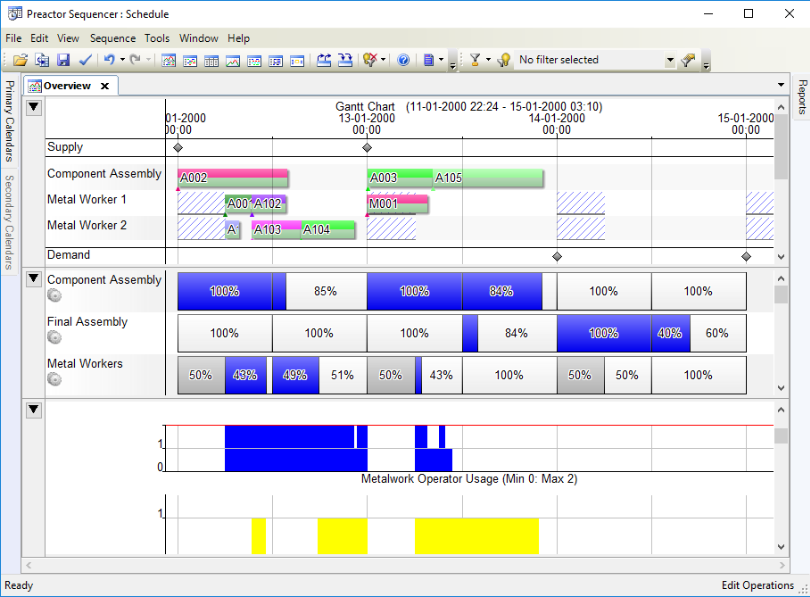 Preactor Sequencer : Schedule
File Edit View Sequence Tools Window Help
No filter selected
Overview
Primary Calendars
Secondary Calendars
Reports
Gantt Chart (11-01-2000 22:24 - 15-01-2000 03:10)
01-2000 13-01-2000 14-01-2000 15-01-2000
00:00 00:00 00:00 00:00
Supply
Component Assembly A002 A003 A105
Metal Worker 1 A00 A102 M001
Metal Worker 2 A A103 A104
Demand
Component Assembly 100% 85% 100% 84% 100% 100%
Final Assembly 100% 100% 100% 84% 100% 40% 60%
Metal Workers 50% 43% 49% 51% 50% 43% 100% 50% 50% 100%
1
0
Metalwork Operator Usage (Min 0: Max 2)
1
Ready Edit Operations